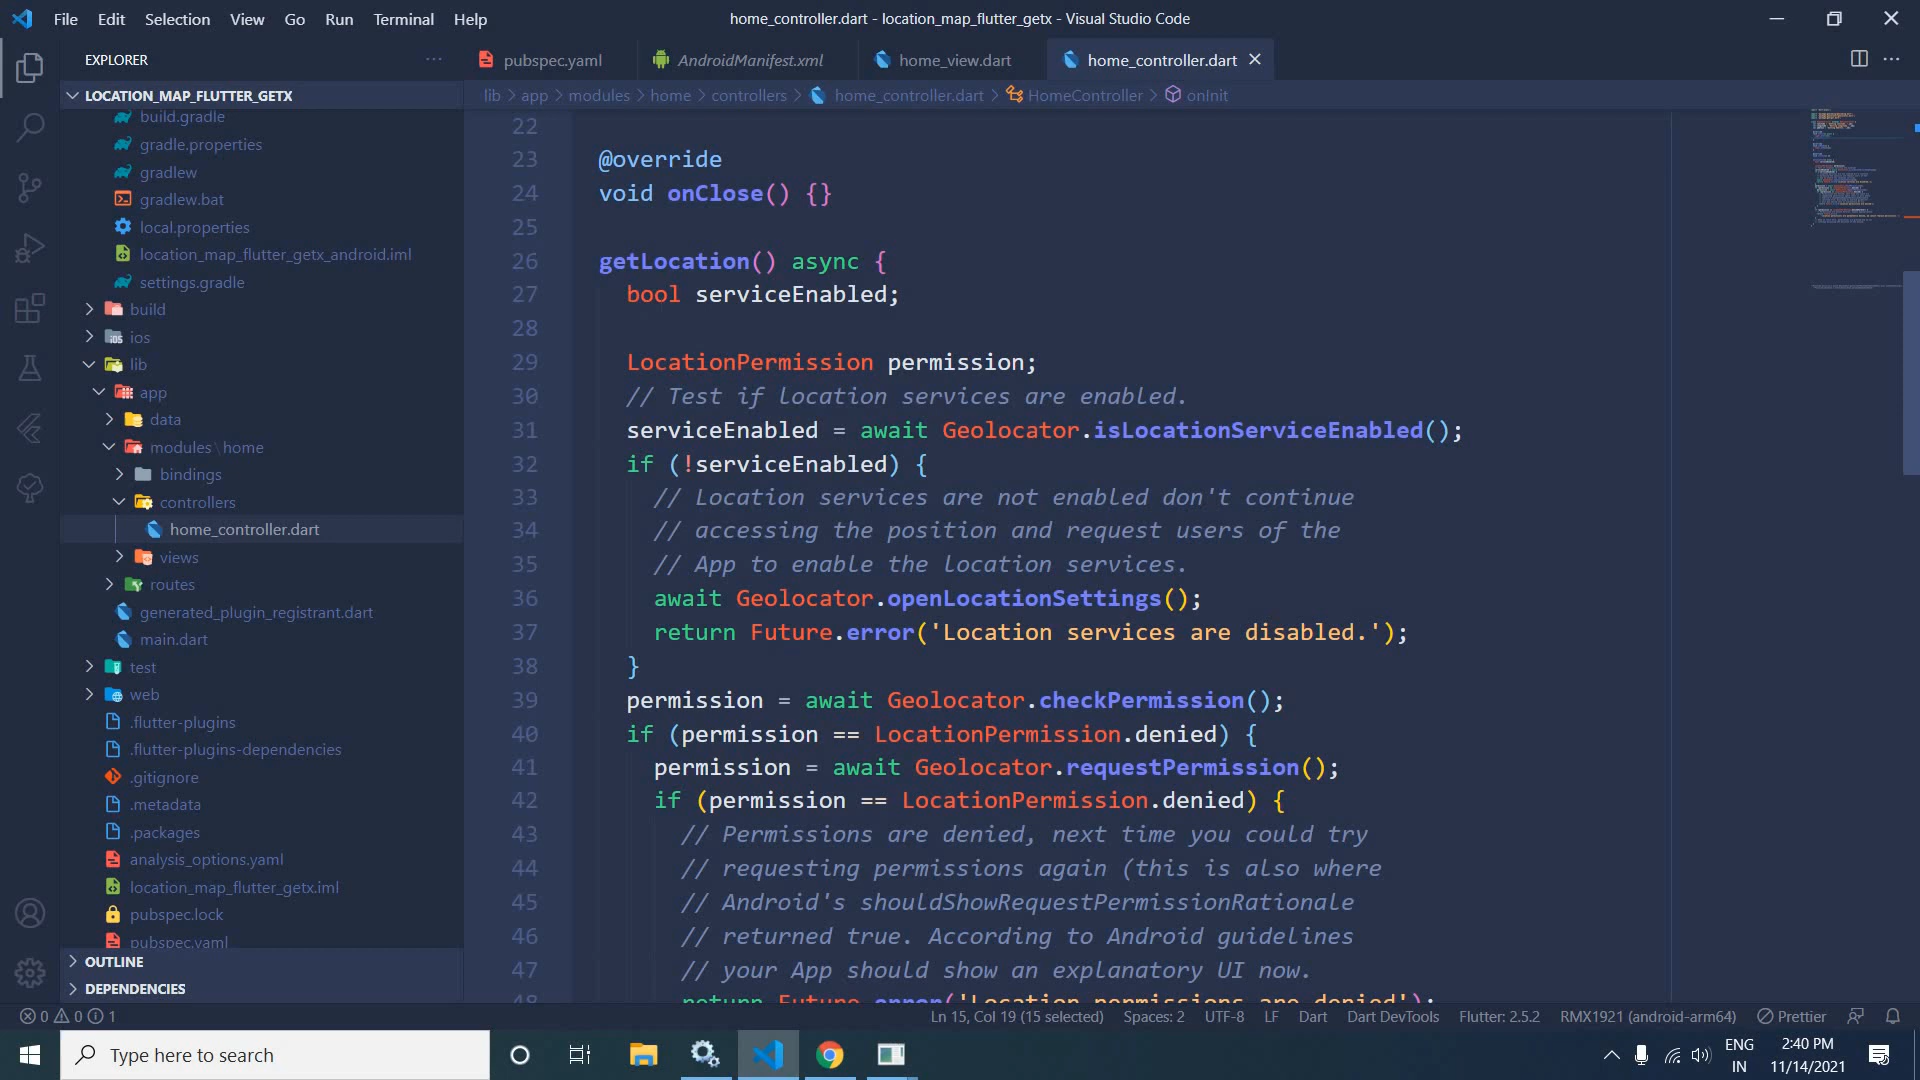 File Edit Selection View Go Run Terminal Help
home_controller.dart - location_map_flutter_getx - Visual Studio Code
EXPLORER
LOCATION_MAP_FLUTTER_GETX
build.gradle
gradle.properties
gradlew
gradlew.bat
local.properties
location_map_flutter_getx_android.iml
settings.gradle
build
ios
lib
app
data
modules \ home
bindings
controllers
home_controller.dart
views
routes
generated_plugin_registrant.dart
main.dart
test
web
.flutter-plugins
.flutter-plugins-dependencies
.gitignore
.metadata
.packages
analysis_options.yaml
location_map_flutter_getx.iml
pubspec.lock
pubspec.yaml
OUTLINE
DEPENDENCIES
pubspec.yaml AndroidManifest.xml home_view.dart home_controller.dart
lib > app > modules > home > controllers > home_controller.dart > HomeController > onInit
22
23 @override
24 void onClose() {}
25
26 getLocation() async {
27 bool serviceEnabled;
28
29 LocationPermission permission;
30 // Test if location services are enabled.
31 serviceEnabled = await Geolocator.isLocationServiceEnabled();
32 if (!serviceEnabled) {
33 // Location services are not enabled don't continue
34 // accessing the position and request users of the
35 // App to enable the location services.
36 await Geolocator.openLocationSettings();
37 return Future.error('Location services are disabled.');
38 }
39 permission = await Geolocator.checkPermission();
40 if (permission == LocationPermission.denied) {
41 permission = await Geolocator.requestPermission();
42 if (permission == LocationPermission.denied) {
43 // Permissions are denied, next time you could try
44 // requesting permissions again (this is also where
45 // Android's shouldShowRequestPermissionRationale
46 // returned true. According to Android guidelines
47 // your App should show an explanatory UI now.
48 return Future.error('Location permissions are denied');
0 0 1
Ln 15, Col 19 (15 selected) Spaces: 2 UTF-8 LF Dart Dart DevTools Flutter: 2.5.2 RMX1921 (android-arm64) Prettier
Type here to search
ENG
IN
2:40 PM
11/14/2021